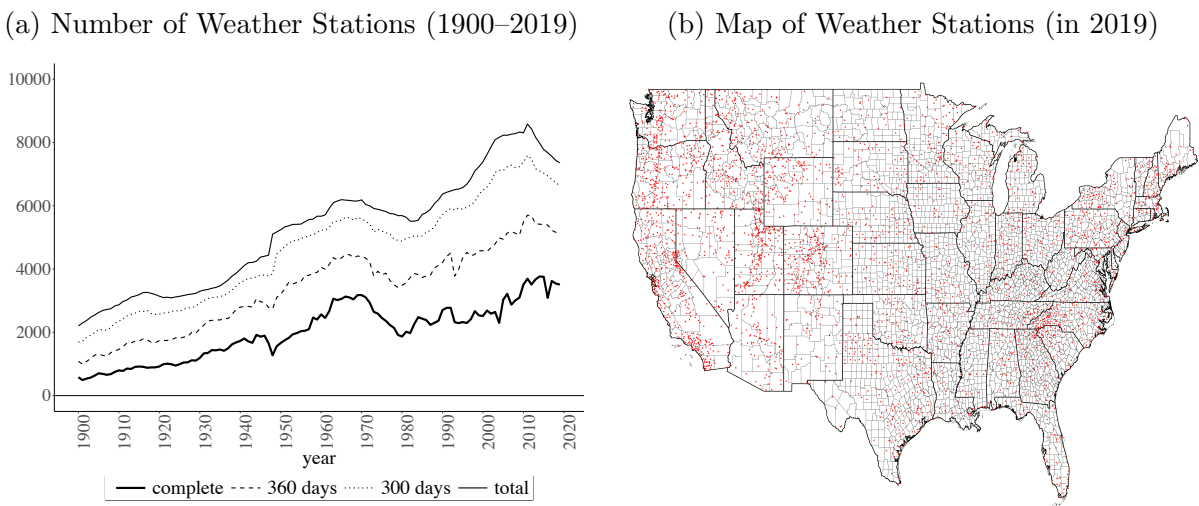 (a) Number of Weather Stations (1900–2019)
(b) Map of Weather Stations (in 2019)
10000
8000
6000
4000
2000
0
1900
1910
1920
1930
1940
1950
1960
1970
1980
1990
2000
2010
2020
year
complete
360 days
300 days
total